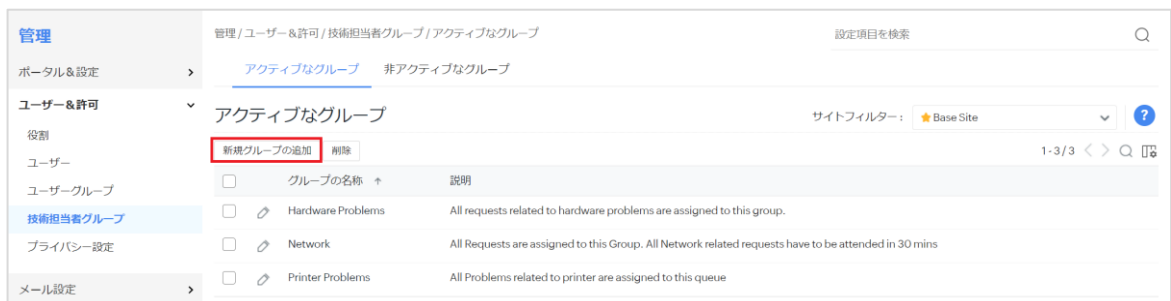 管理
管理 / ユーザー&許可 / 技術担当者グループ / アクティブなグループ
設定項目を検索
ポータル&設定
アクティブなグループ 非アクティブなグループ
ユーザー&許可
アクティブなグループ
サイトフィルター: Base Site
?
役割
新規グループの追加 削除
1 - 3 / 3
ユーザー
グループの名称 ↑ 説明
ユーザーグループ
Hardware Problems All requests related to hardware problems are assigned to this group.
技術担当者グループ
Network All Requests are assigned to this Group. All Network related requests have to be attended in 30 mins
プライバシー設定
Printer Problems All Problems related to printer are assigned to this queue
メール設定